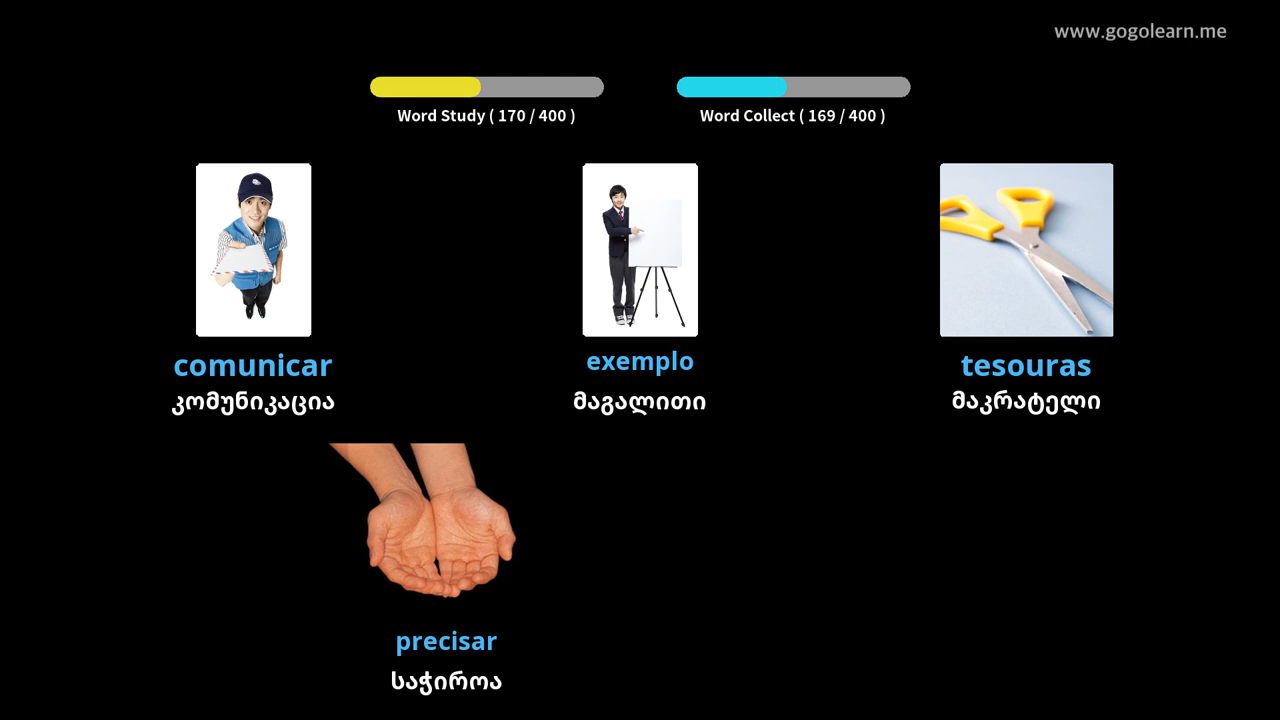 www.gogolearn.me
Word Study ( 170 / 400 )
Word Collect ( 169 / 400 )
comunicar
კომუნიკაცია
exemplo
მაგალითი
tesouras
მაკრატელი
precisar
საჭიროა